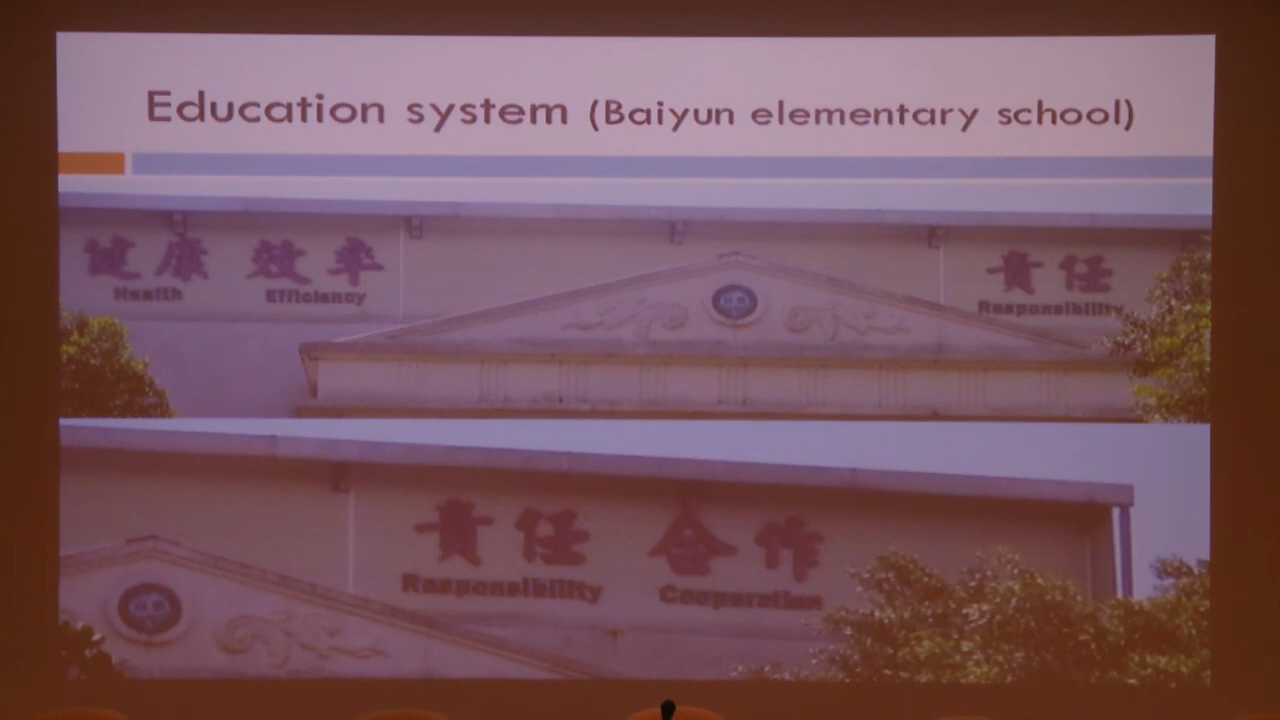 Education system (Baiyun elementary school)
健康 效率 責任
Health Efficiency Responsibility
責任 合作
Responsibility Cooperation